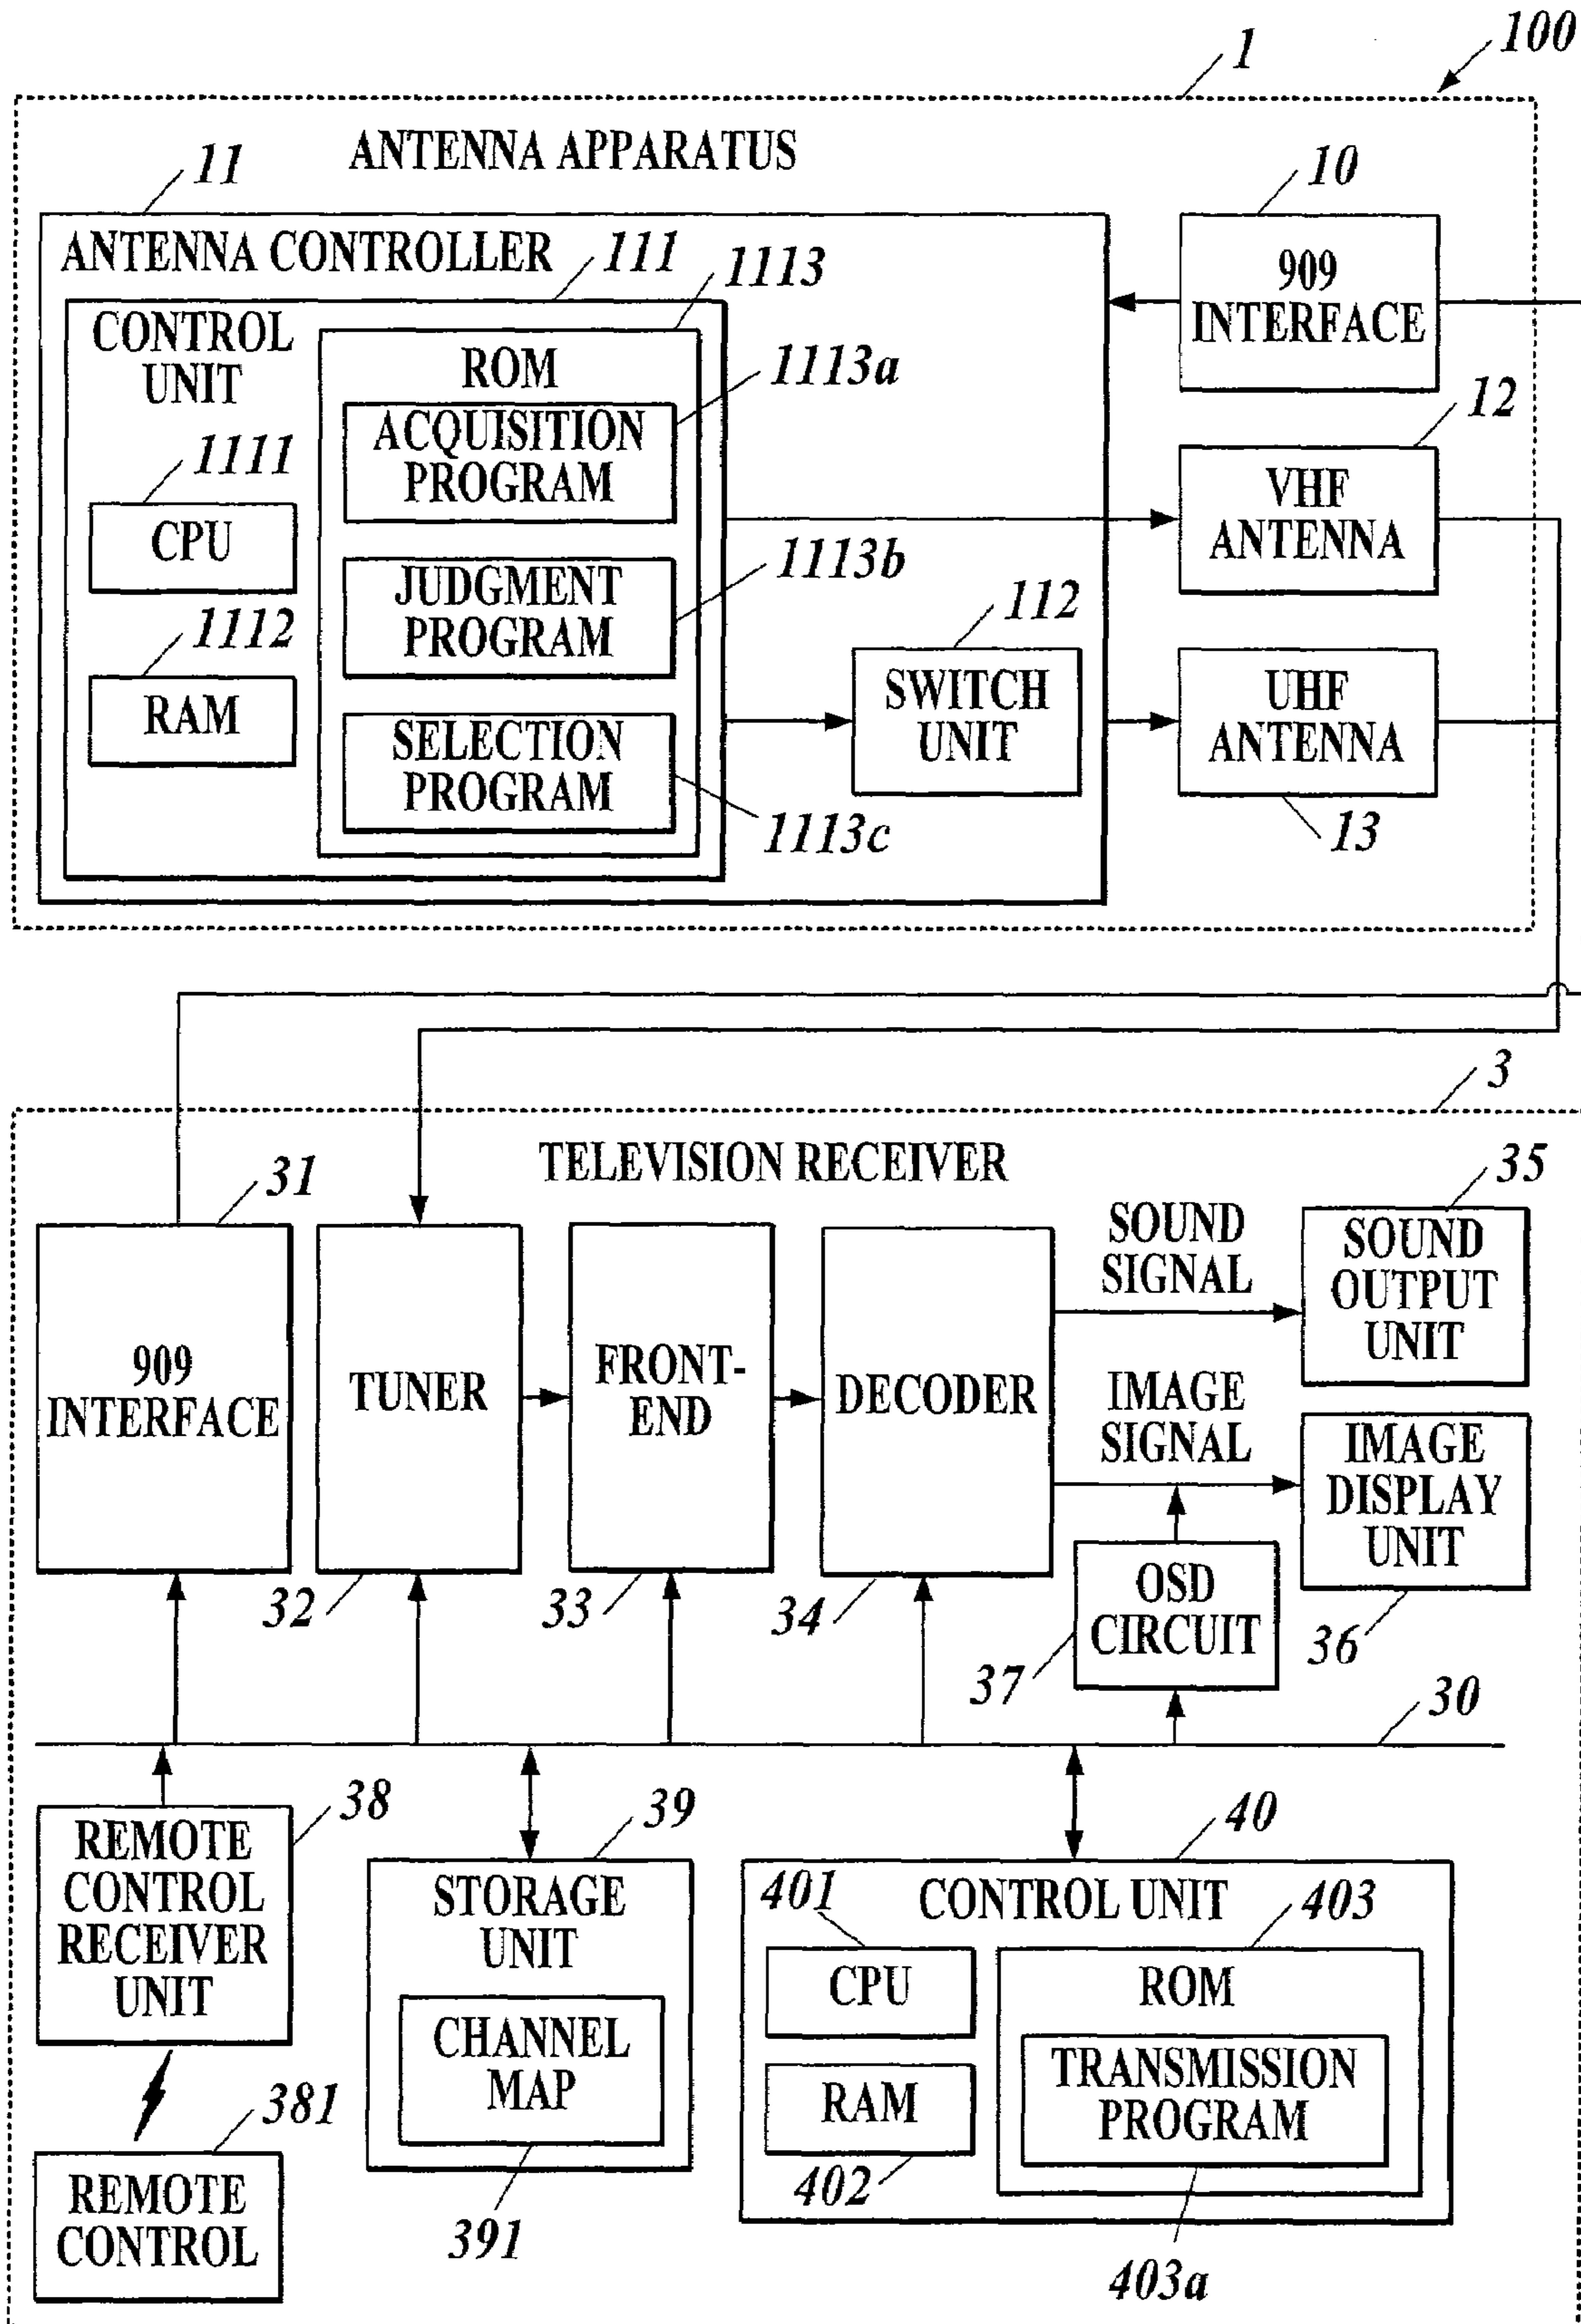 100
1
ANTENNA APPARATUS
11
10
ANTENNA CONTROLLER
111
1113
909
INTERFACE
CONTROL
UNIT
ROM
1113a
ACQUISITION
PROGRAM
12
1111
CPU
VHF
ANTENNA
1113b
JUDGMENT
PROGRAM
112
1112
RAM
SWITCH
UNIT
UHF
ANTENNA
SELECTION
PROGRAM
1113c
13
3
TELEVISION RECEIVER
31
35
909
INTERFACE
TUNER
FRONT-
END
DECODER
SOUND
SIGNAL
SOUND
OUTPUT
UNIT
IMAGE
SIGNAL
IMAGE
DISPLAY
UNIT
32
33
34
OSD
CIRCUIT
37
36
30
38
39
40
REMOTE
CONTROL
RECEIVER
UNIT
STORAGE
UNIT
CHANNEL
MAP
391
401
CONTROL UNIT
403
CPU
ROM
RAM
402
TRANSMISSION
PROGRAM
403a
381
REMOTE
CONTROL